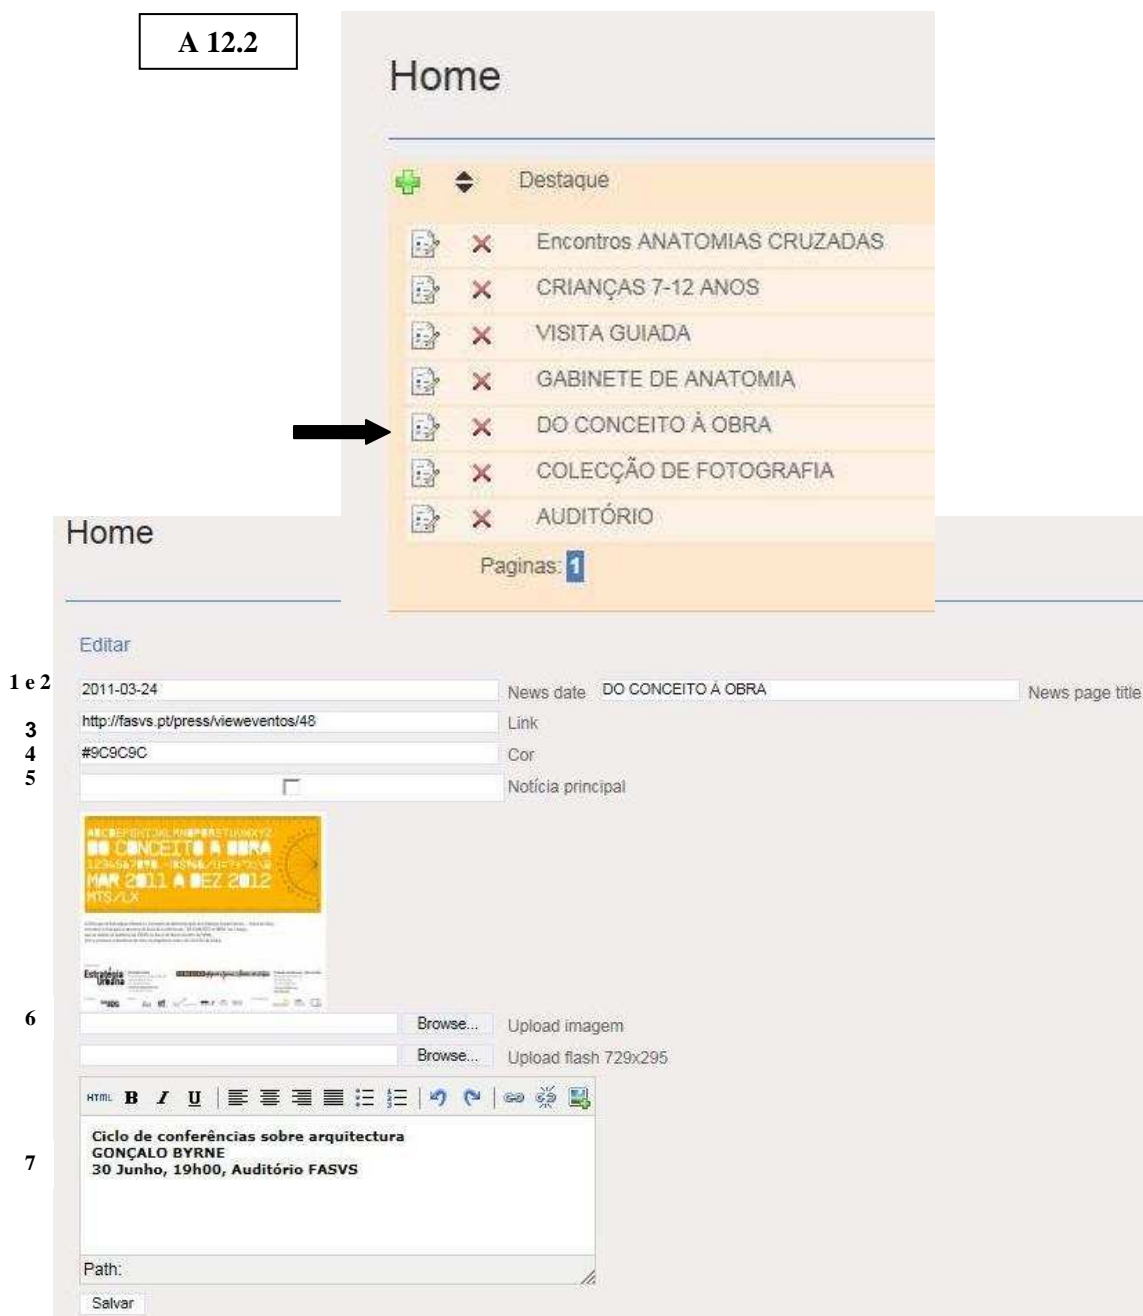 A 12.2
Home
Destaque
Encontros ANATOMIAS CRUZADAS
CRIANÇAS 7-12 ANOS
VISITA GUIADA
GABINETE DE ANATOMIA
DO CONCEITO À OBRA
COLECÇÃO DE FOTOGRAFIA
AUDITÓRIO
Paginas: 1
Home
Editar
1 e 2 2011-03-24 News date DO CONCEITO À OBRA News page title
3 http://fasvs.pt/press/vieweventos/48 Link
4 #9C9C9C Cor
5 Notícia principal
DO CONCEITO A OBRA
MAR 2011 A DEZ 2012
MTS/LX
Estratégia
Urbana
6 Browse... Upload imagem
Browse... Upload flash 729x295
HTML B I U
Ciclo de conferências sobre arquitectura
GONÇALO BYRNE
7 30 Junho, 19h00, Auditório FASVS
Path:
Salvar